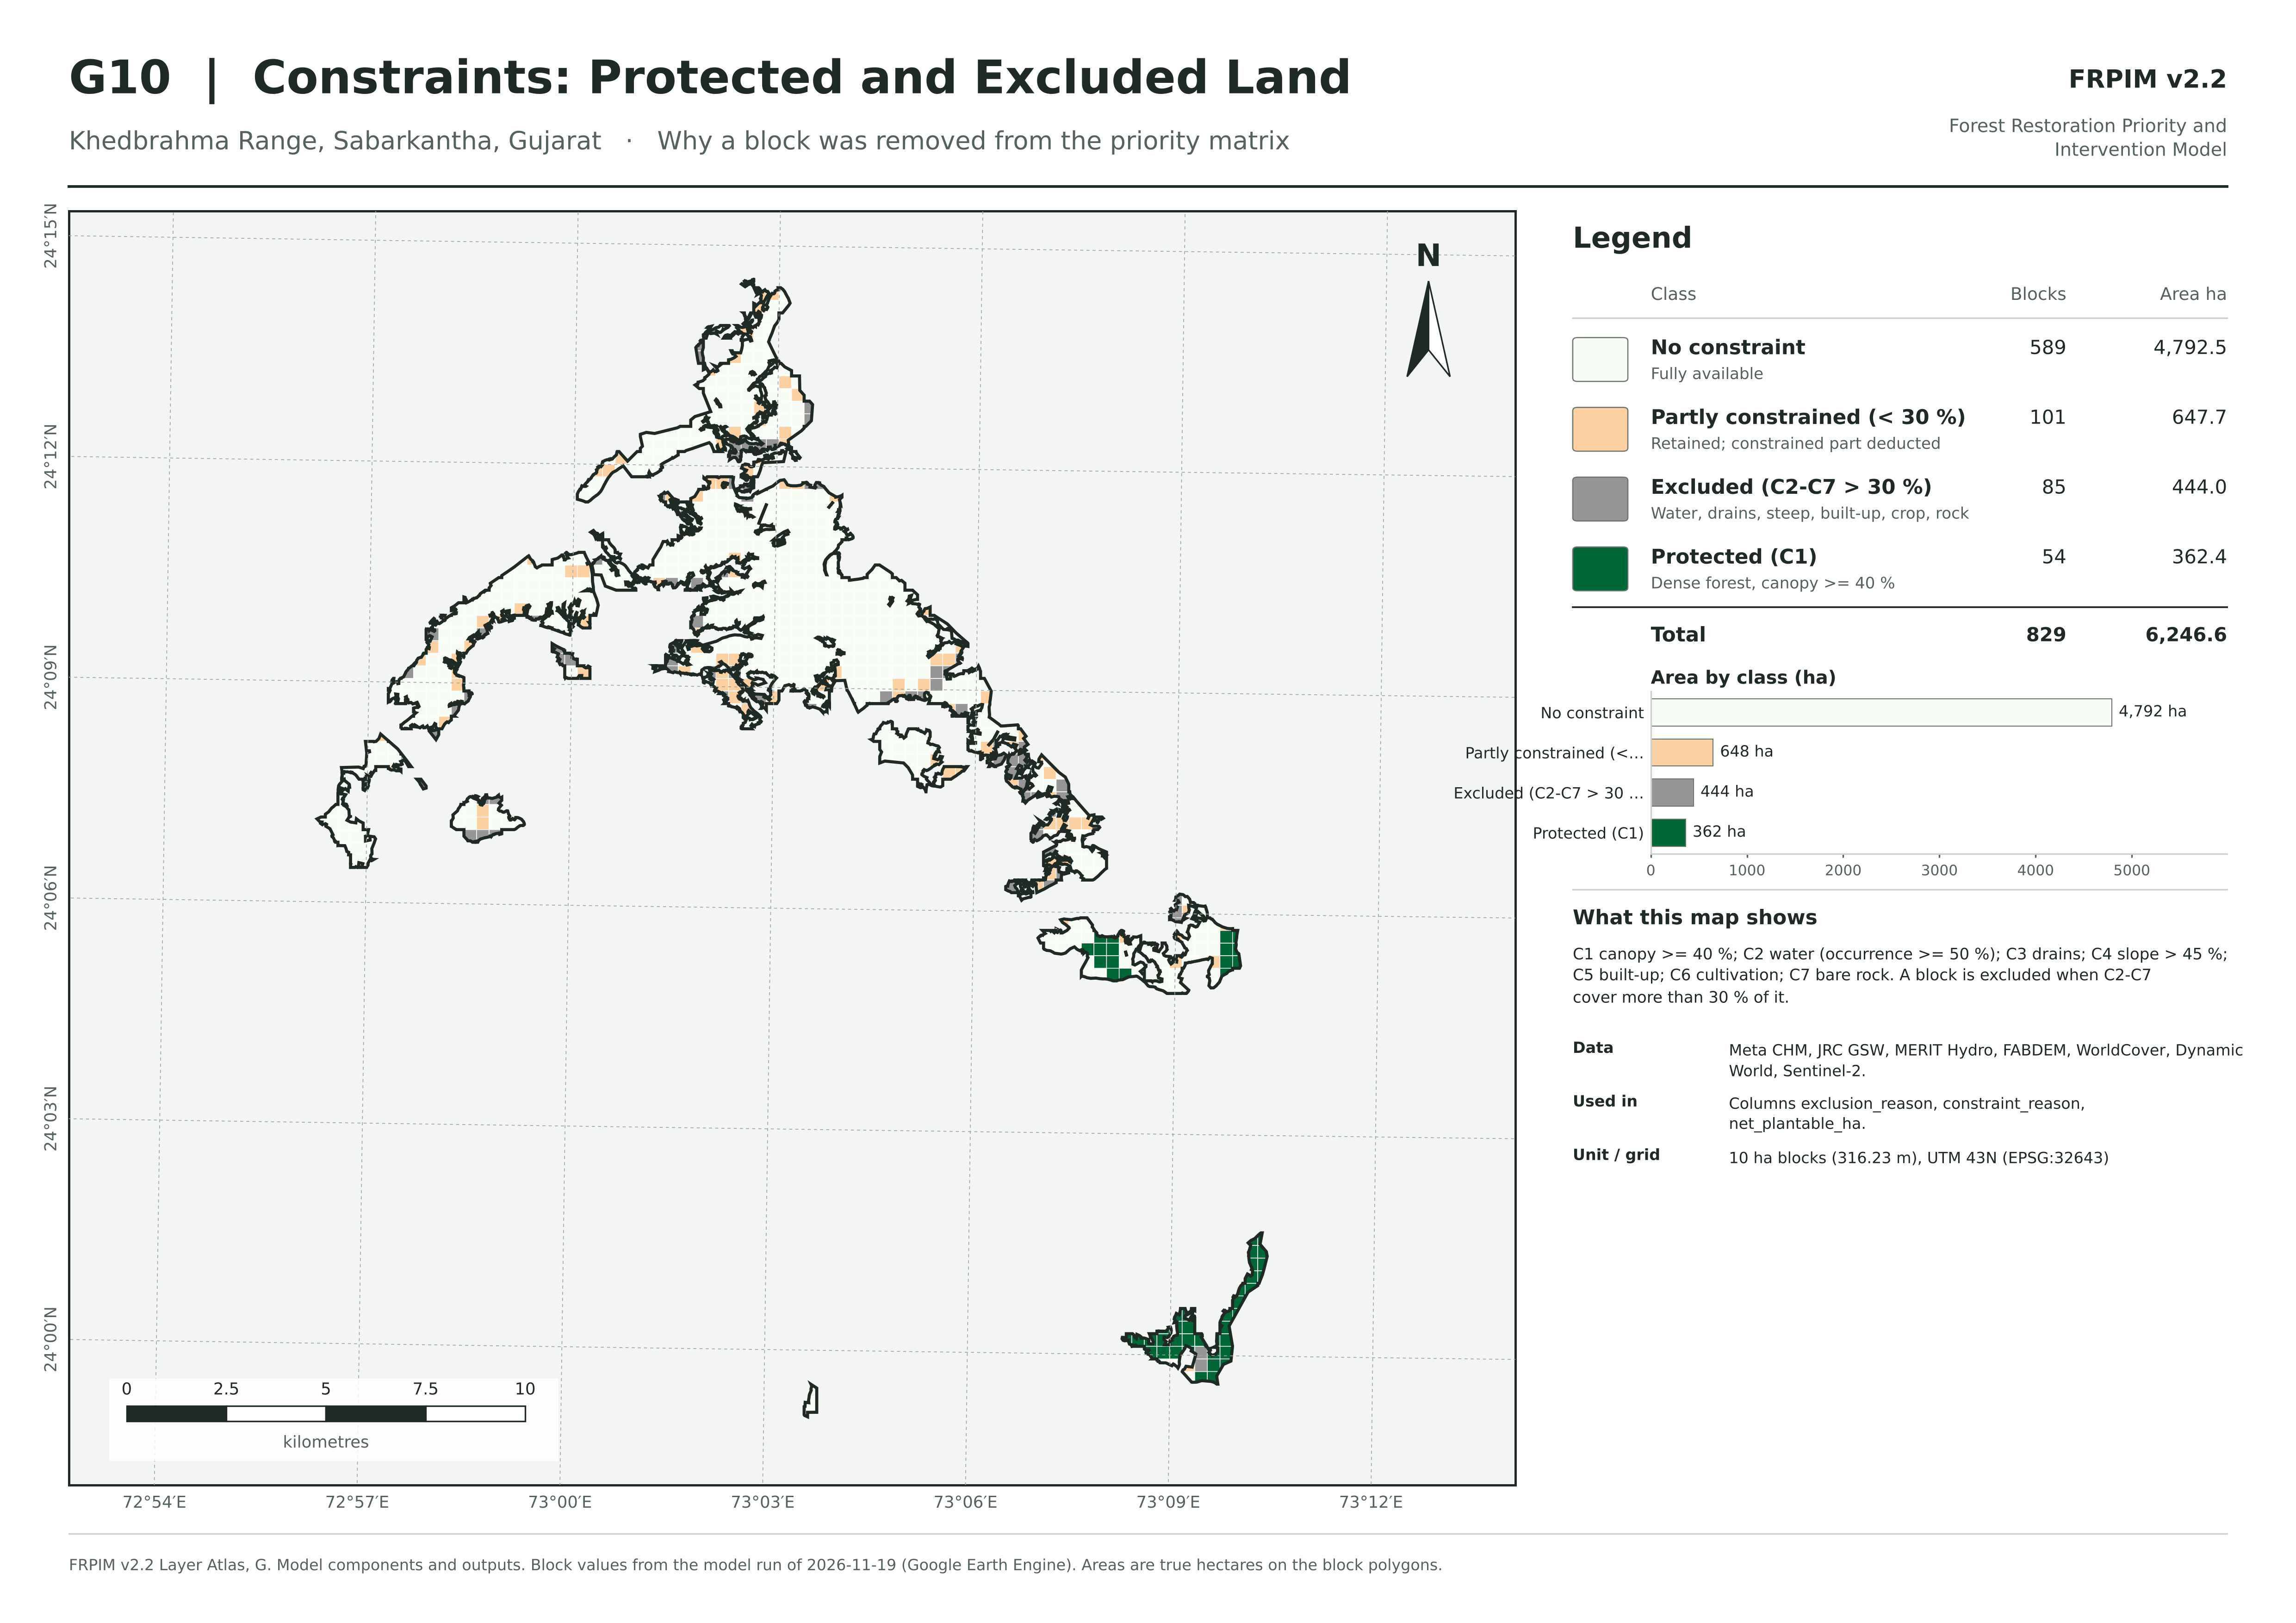 G10 | Constraints: Protected and Excluded Land
FRPIM v2.2
Khedbrahma Range, Sabarkantha, Gujarat · Why a block was removed from the priority matrix
Forest Restoration Priority and
Intervention Model
24°15′N
24°12′N
24°09′N
24°06′N
24°03′N
24°00′N
N
0 2.5 5 7.5 10
kilometres
72°54′E 72°57′E 73°00′E 73°03′E 73°06′E 73°09′E 73°12′E
Legend
Class Blocks Area ha
No constraint 589 4,792.5
Fully available
Partly constrained (< 30 %) 101 647.7
Retained; constrained part deducted
Excluded (C2-C7 > 30 %) 85 444.0
Water, drains, steep, built-up, crop, rock
Protected (C1) 54 362.4
Dense forest, canopy >= 40 %
Total 829 6,246.6
Area by class (ha)
No constraint 4,792 ha
Partly constrained (<... 648 ha
Excluded (C2-C7 > 30 ... 444 ha
Protected (C1) 362 ha
0 1000 2000 3000 4000 5000
What this map shows
C1 canopy >= 40 %; C2 water (occurrence >= 50 %); C3 drains; C4 slope > 45 %;
C5 built-up; C6 cultivation; C7 bare rock. A block is excluded when C2-C7
cover more than 30 % of it.
Data Meta CHM, JRC GSW, MERIT Hydro, FABDEM, WorldCover, Dynamic
World, Sentinel-2.
Used in Columns exclusion_reason, constraint_reason,
net_plantable_ha.
Unit / grid 10 ha blocks (316.23 m), UTM 43N (EPSG:32643)
FRPIM v2.2 Layer Atlas, G. Model components and outputs. Block values from the model run of 2026-11-19 (Google Earth Engine). Areas are true hectares on the block polygons.